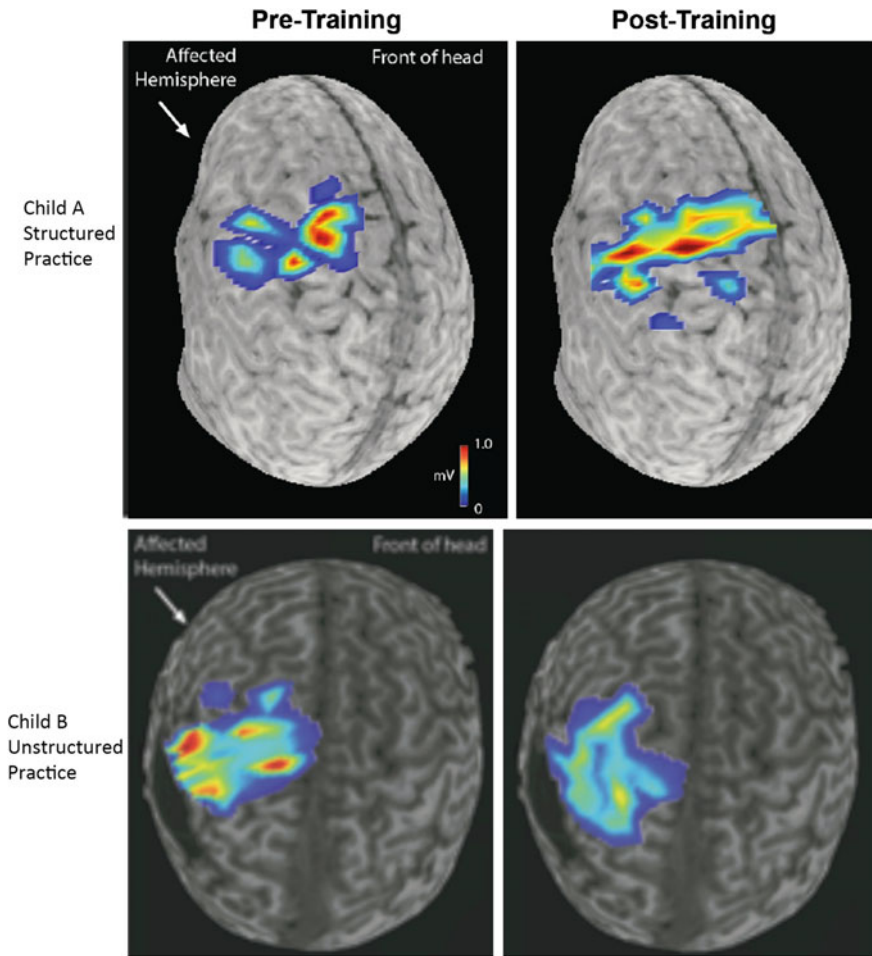 Pre-Training
Post-Training
Affected
Hemisphere
Front of head
Child A
Structured
Practice
1.0
mV
0
Affected
Hemisphere
Front of head
Child B
Unstructured
Practice